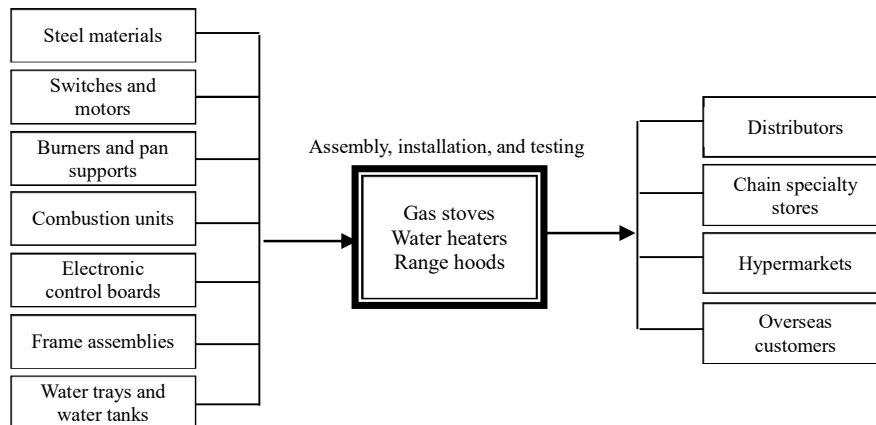 Steel materials
Switches and
motors
Burners and pan
supports
Combustion units
Electronic
control boards
Frame assemblies
Water trays and
water tanks
Assembly, installation, and testing
Gas stoves
Water heaters
Range hoods
Distributors
Chain specialty
stores
Hypermarkets
Overseas
customers